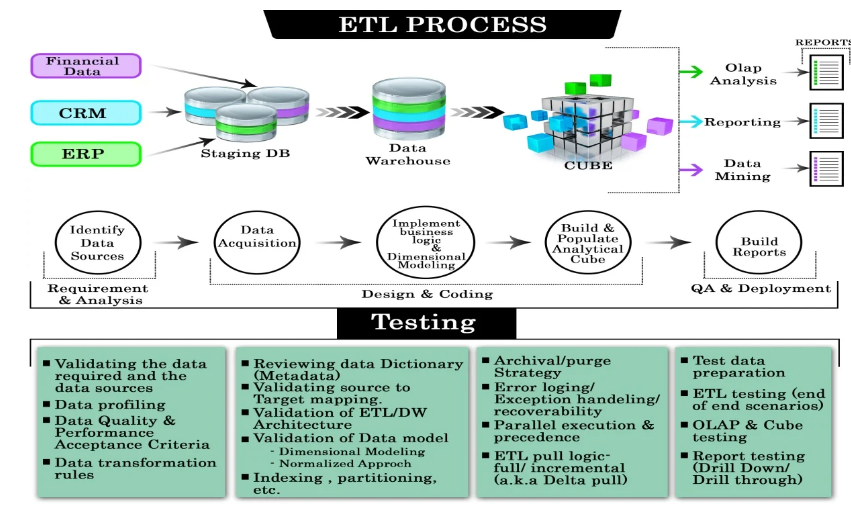 ETL PROCESS
REPORTS
Financial
Data
CRM
ERP
Staging DB
Data
Warehouse
CUBE
Olap
Analysis
Reporting
Data
Mining
Identify
Data
Sources
Data
Acquisition
Implement
business
logic
&
Dimensional
Modeling
Build &
Populate
Analytical
Cube
Build
Reports
Requirement
& Analysis
Design & Coding
QA & Deployment
Testing
▪ Validating the data
required and the
data sources
▪ Data profiling
▪ Data Quality &
Performance
Acceptance Criteria
▪ Data transformation
rules
▪ Reviewing data Dictionary
(Metadata)
▪ Validating source to
Target mapping.
▪ Validation of ETL/DW
Architecture
▪ Validation of Data model
- Dimensional Modeling
- Normalized Approch
▪ Indexing , partitioning,
etc.
▪ Archival/purge
Strategy
▪ Error loging/
Exception handeling/
recoverability
▪ Parallel execution &
precedence
▪ ETL pull logic-
full/ incremental
(a.k.a Delta pull)
▪ Test data
preparation
▪ ETL testing (end
of end scenarios)
▪ OLAP & Cube
testing
▪ Report testing
(Drill Down/
Drill through)